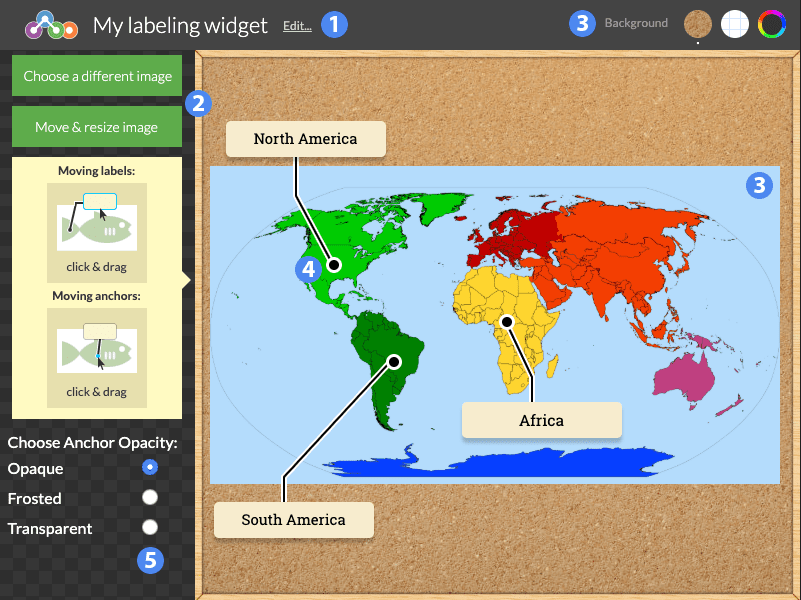 My labeling widget Edit... 1
3 Background
Choose a different image
2
Move & resize image
Moving labels:
click & drag
Moving anchors:
click & drag
Choose Anchor Opacity:
Opaque
Frosted
Transparent
5
North America
3
4
Africa
South America